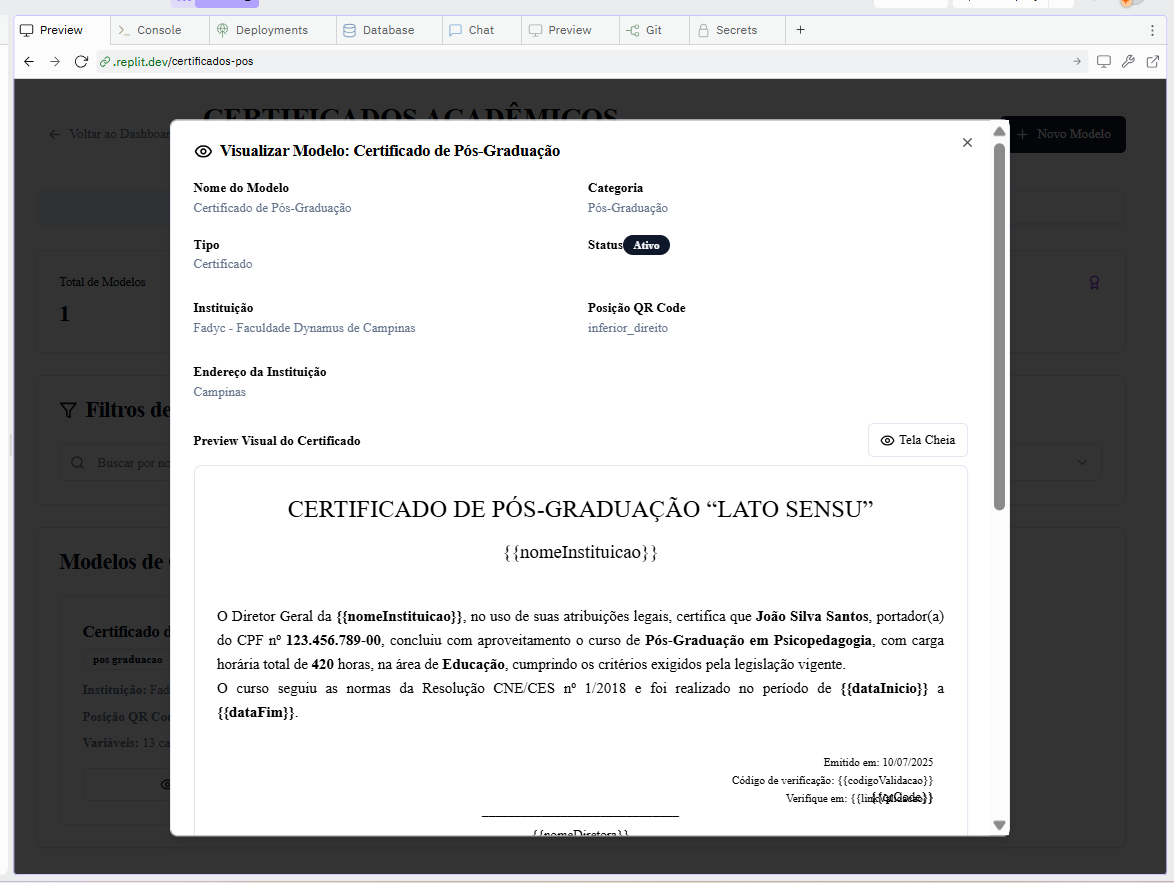 Preview
Console
Deployments
Database
Chat
Preview
Git
Secrets
.replit.dev/certificados-pos
CERTIFICADOS ACADÊMICOS
Voltar ao Dashboar
Novo Modelo
Visualizar Modelo: Certificado de Pós-Graduação
Nome do Modelo
Certificado de Pós-Graduação
Categoria
Pós-Graduação
Tipo
Certificado
Status Ativo
Total de Modelos
1
Instituição
Fadyc - Faculdade Dynamus de Campinas
Posição QR Code
inferior_direito
Endereço da Instituição
Campinas
Filtros de
Buscar por no
Preview Visual do Certificado
Tela Cheia
CERTIFICADO DE PÓS-GRADUAÇÃO “LATO SENSU”
{{nomeInstituicao}}
O Diretor Geral da {{nomeInstituicao}}, no uso de suas atribuições legais, certifica que João Silva Santos, portador(a)
do CPF nº 123.456.789-00, concluiu com aproveitamento o curso de Pós-Graduação em Psicopedagogia, com carga
horária total de 420 horas, na área de Educação, cumprindo os critérios exigidos pela legislação vigente.
O curso seguiu as normas da Resolução CNE/CES nº 1/2018 e foi realizado no período de {{dataInicio}} a
{{dataFim}}.
Modelos de
Certificado d
pos graduacao
Instituição: Fad
Posição QR Co
Variáveis: 13 ca
Emitido em: 10/07/2025
Código de verificação: {{codigoValidacao}}
Verifique em: {{linkValidacao}}
{{qrCode}}
{{nomeDiretora}}